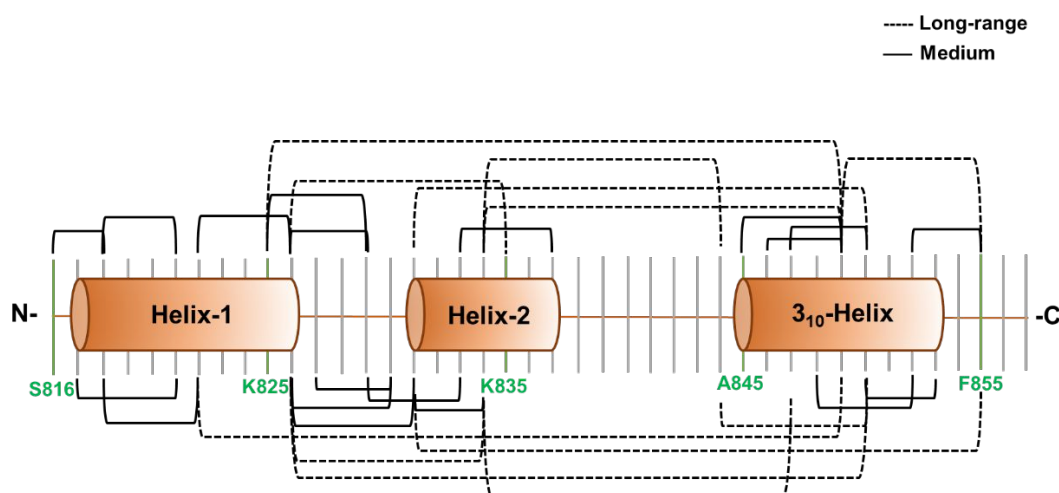 Long-range
Medium
N- Helix-1 Helix-2 3₁₀-Helix -C
S816 K825 K835 A845 F855